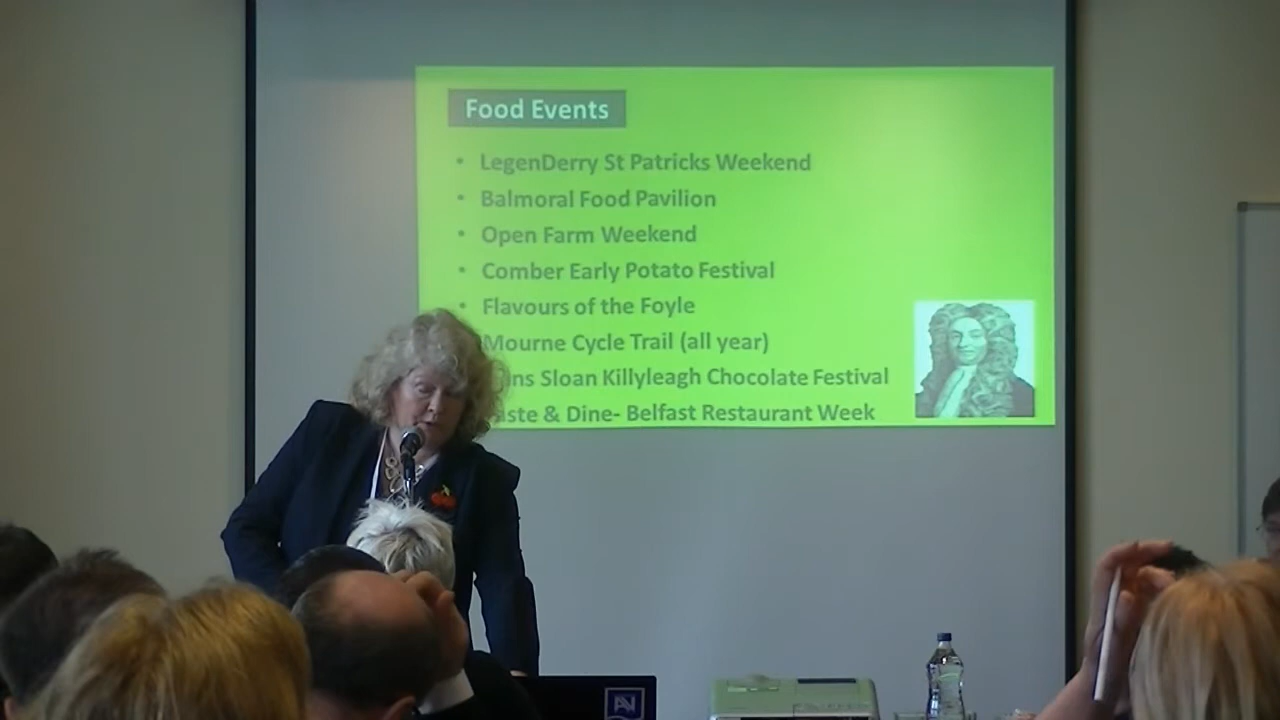 Food Events
• LegenDerry St Patricks Weekend
• Balmoral Food Pavilion
• Open Farm Weekend
• Comber Early Potato Festival
• Flavours of the Foyle
Mourne Cycle Trail (all year)
Sloan Killyleagh Chocolate Festival
& Dine- Belfast Restaurant Week